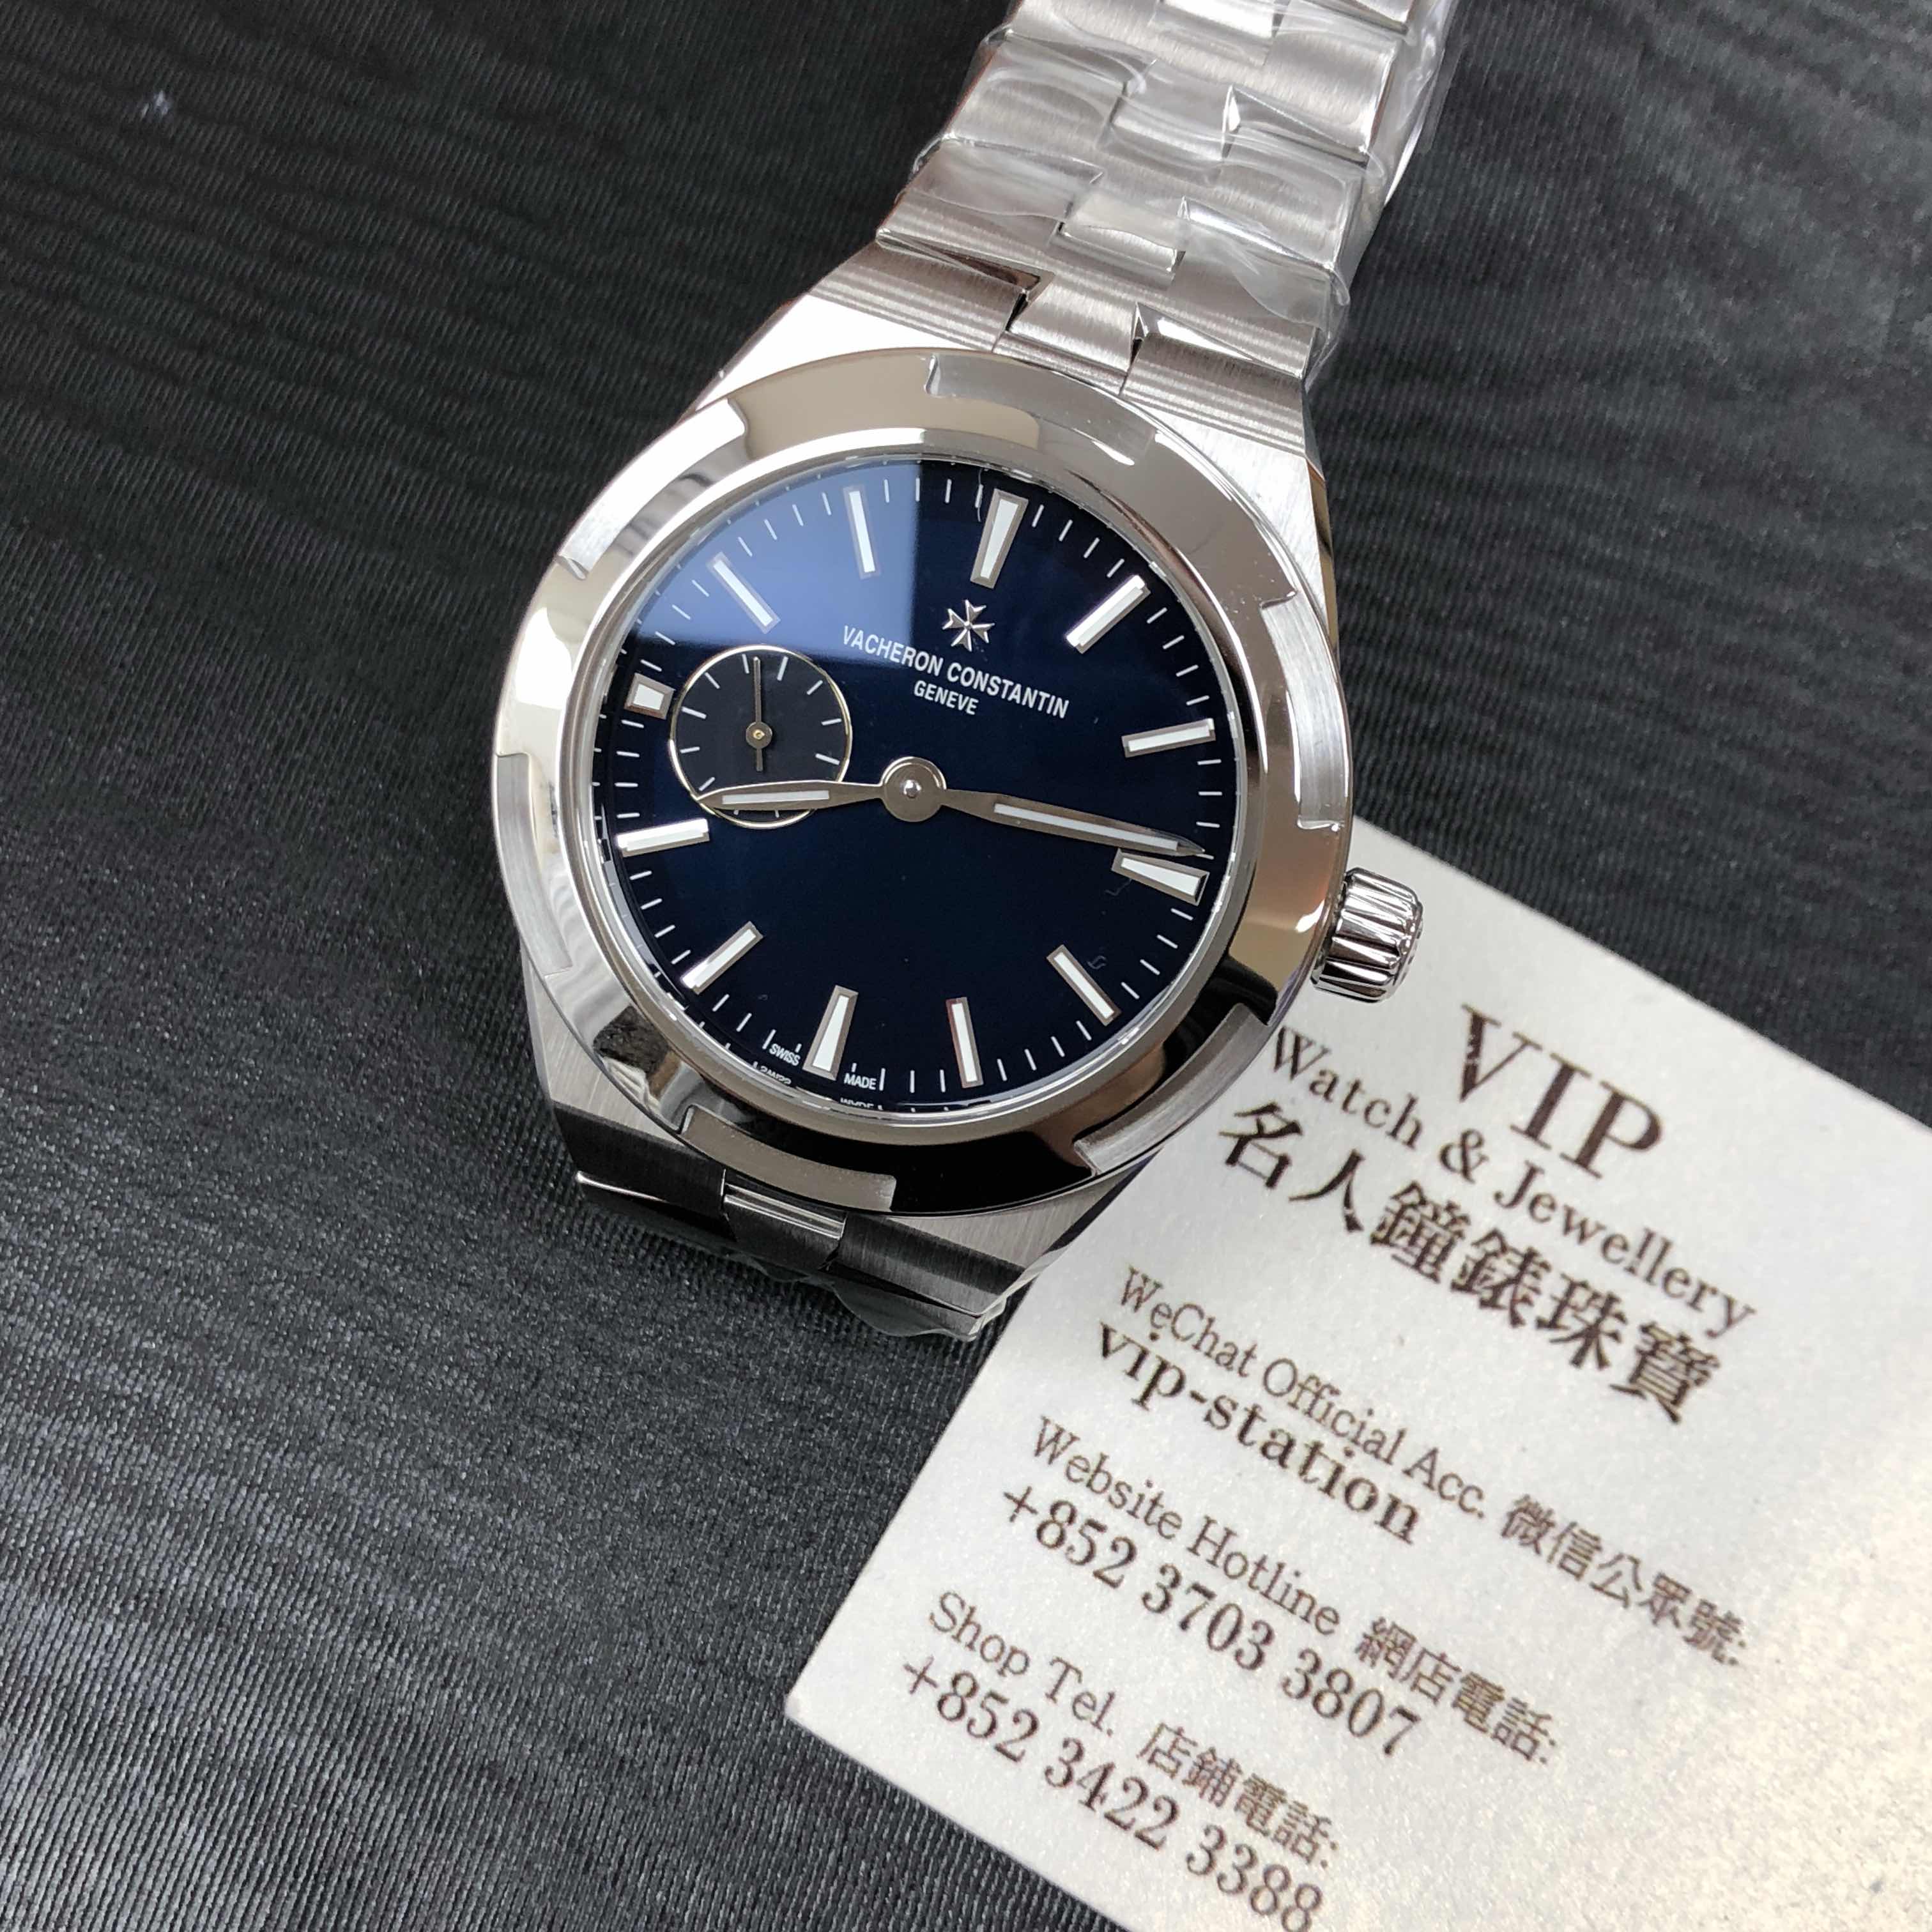 VACHERON CONSTANTIN
GENEVE
SWISS MADE
VIP
Watch & Jewellery
名人鐘錶珠寶
WeChat Official Acc. 微信公眾號:
vip-station
Website Hotline 網店電話:
+852 3703 3807
Shop Tel. 店鋪電話:
+852 3422 3388